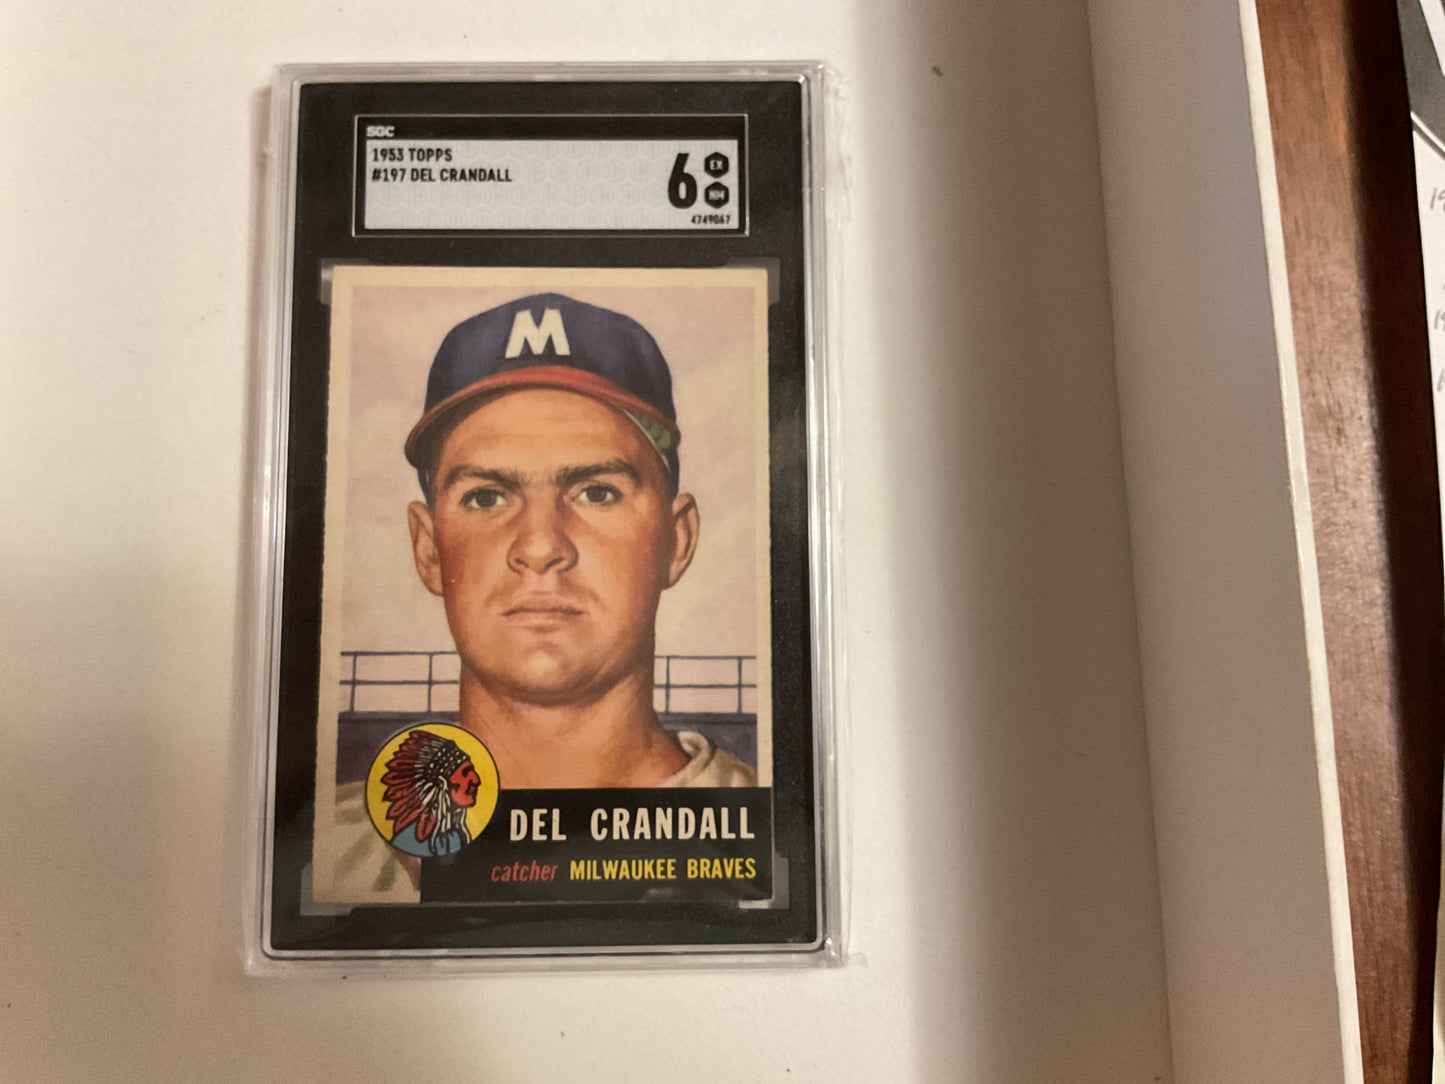 SGC
1953 TOPPS
#197 DEL CRANDALL
6
EX
NM
4749067
M
DEL CRANDALL
catcher MILWAUKEE BRAVES